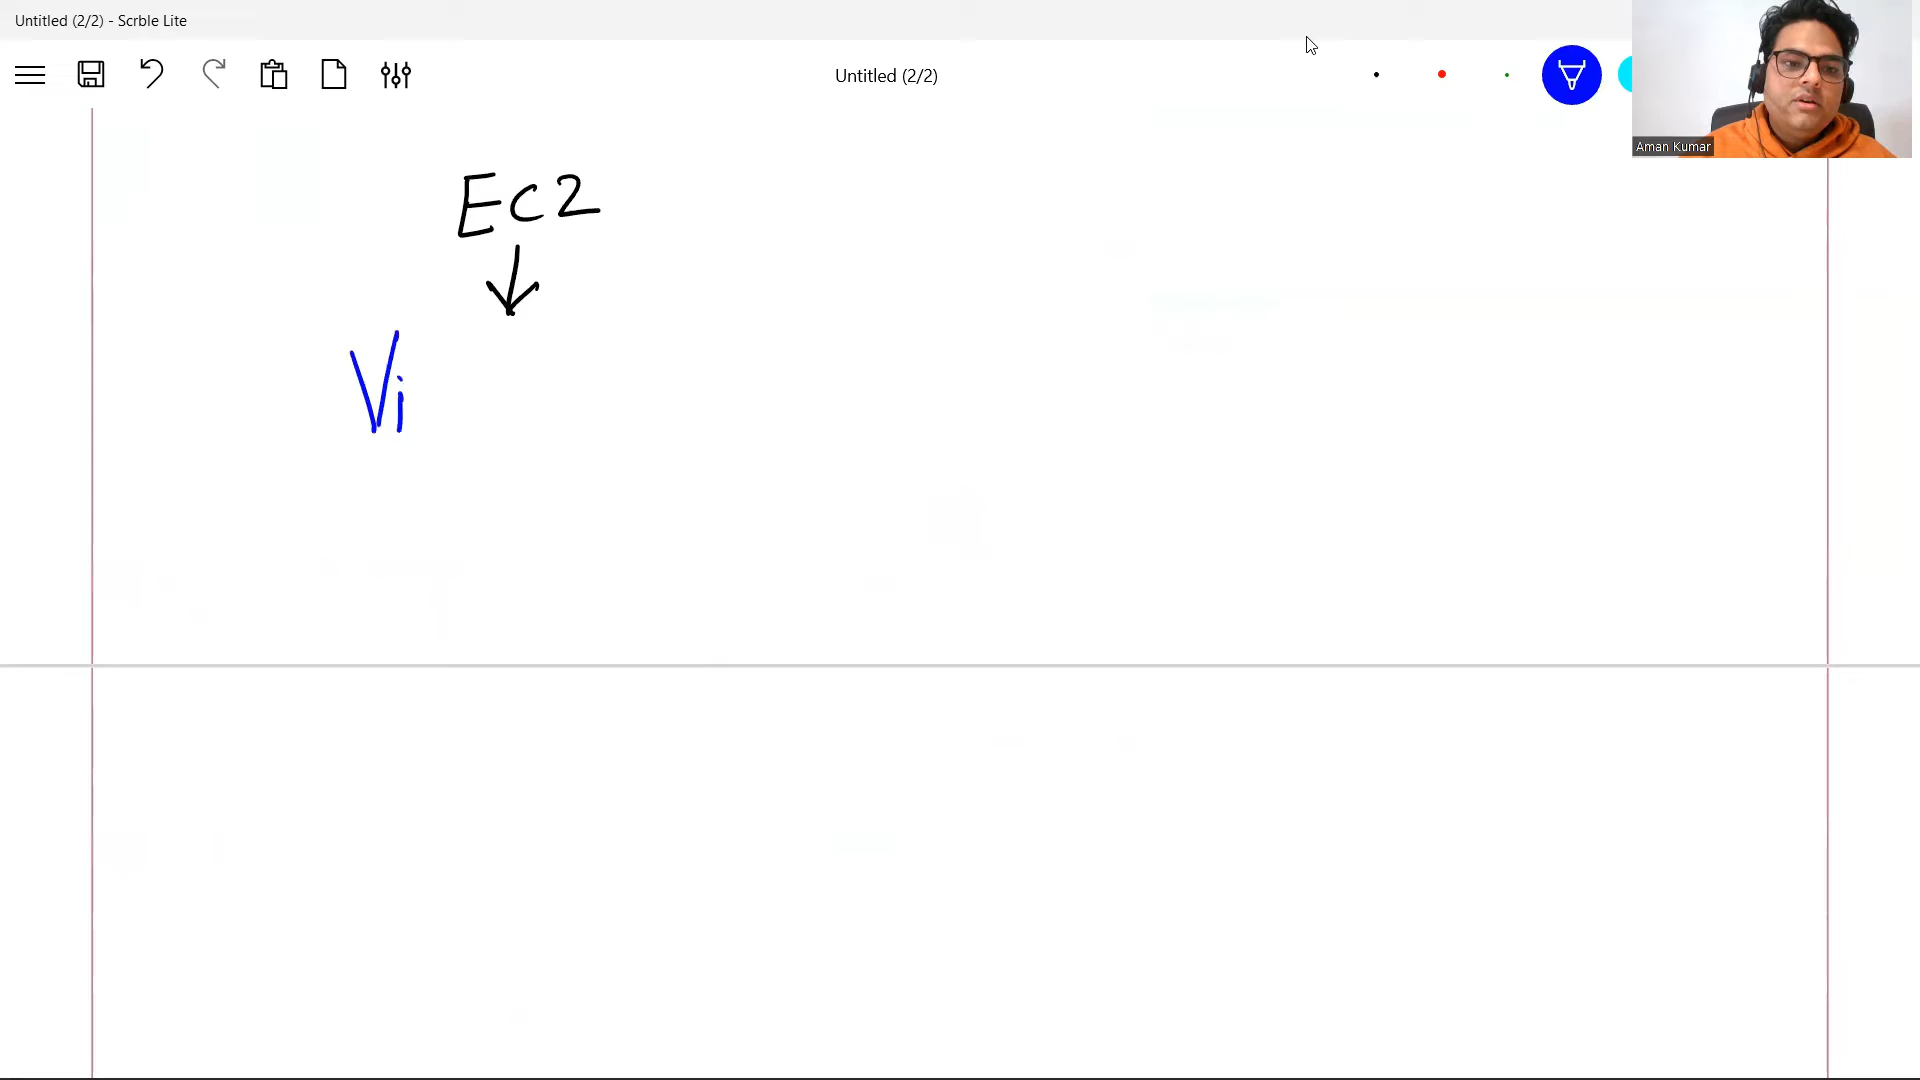 Untitled (2/2) - Scrble Lite
Untitled (2/2)
Aman Kumar
Ec2
Vi